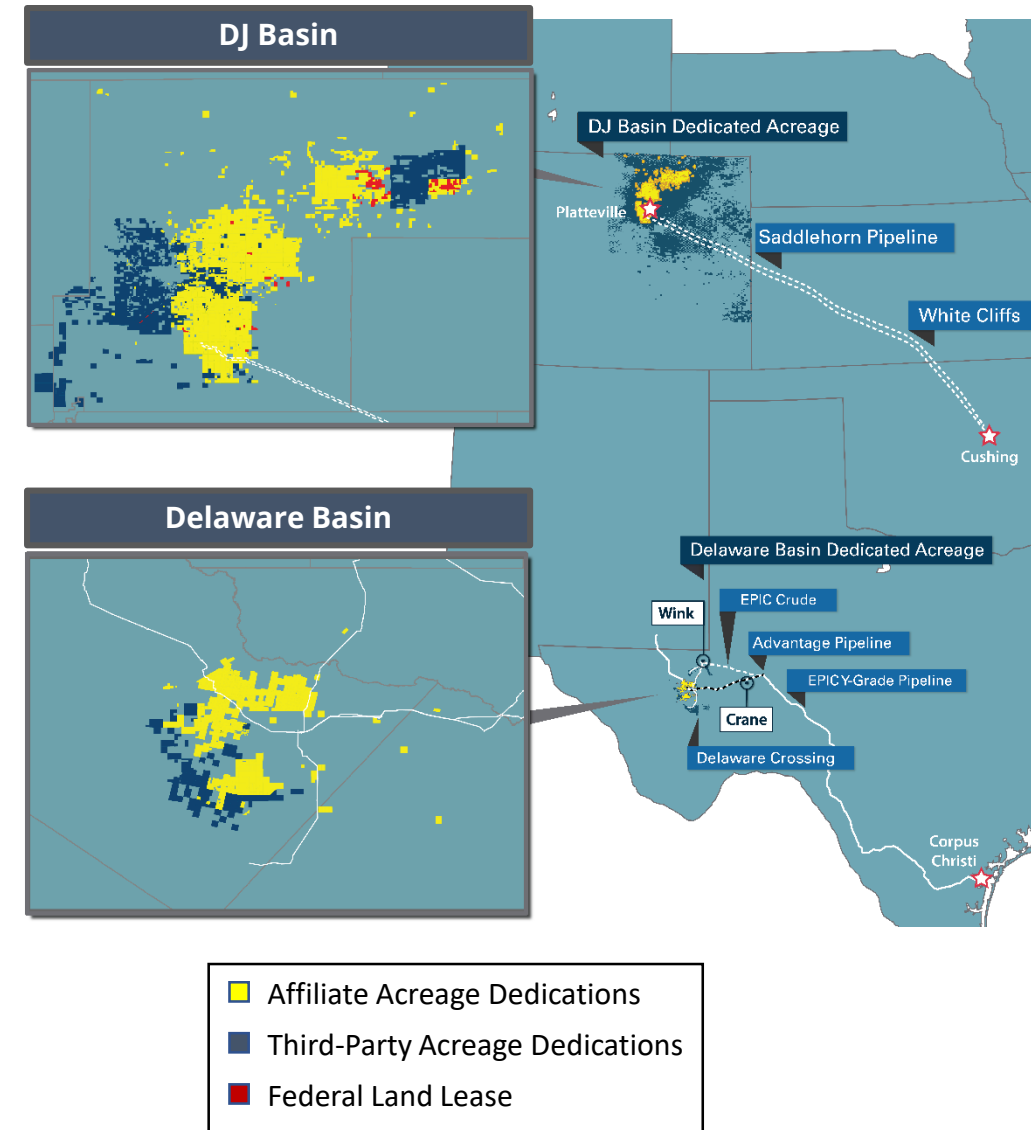 DJ Basin
DJ Basin Dedicated Acreage
Platteville
Saddlehorn Pipeline
White Cliffs
Cushing
Delaware Basin
Delaware Basin Dedicated Acreage
EPIC Crude
Wink
Advantage Pipeline
EPIC Y-Grade Pipeline
Crane
Delaware Crossing
Corpus
Christi
Affiliate Acreage Dedications
Third-Party Acreage Dedications
Federal Land Lease